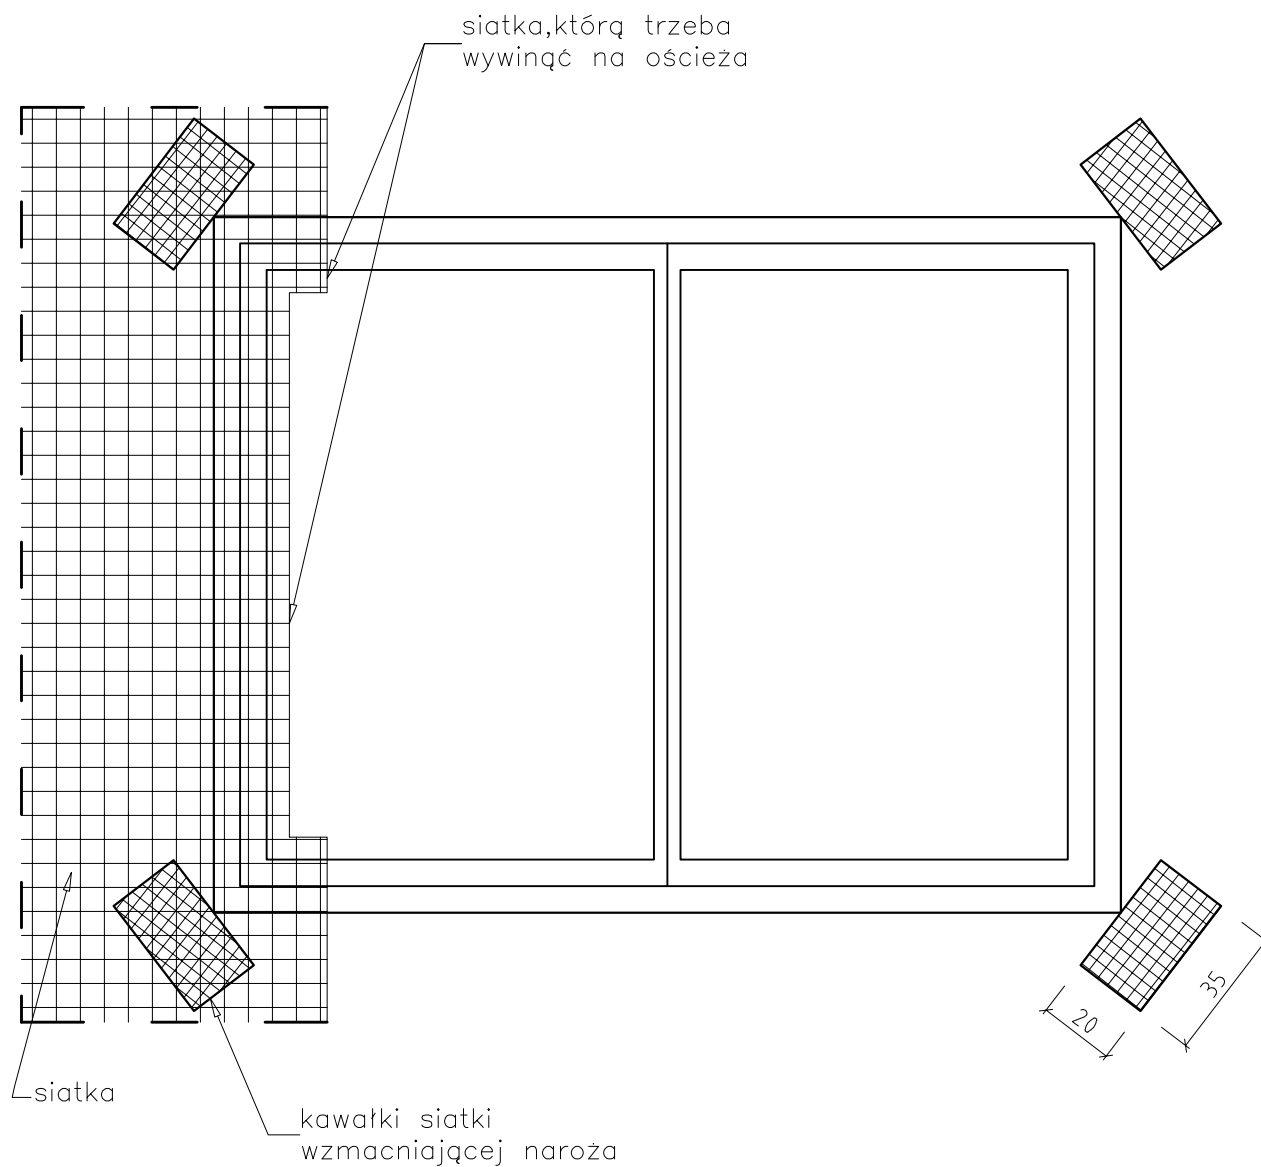 siatka,którą trzeba
wywinąć na ościeża
35
20
siatka
kawałki siatki
wzmacniającej naroża